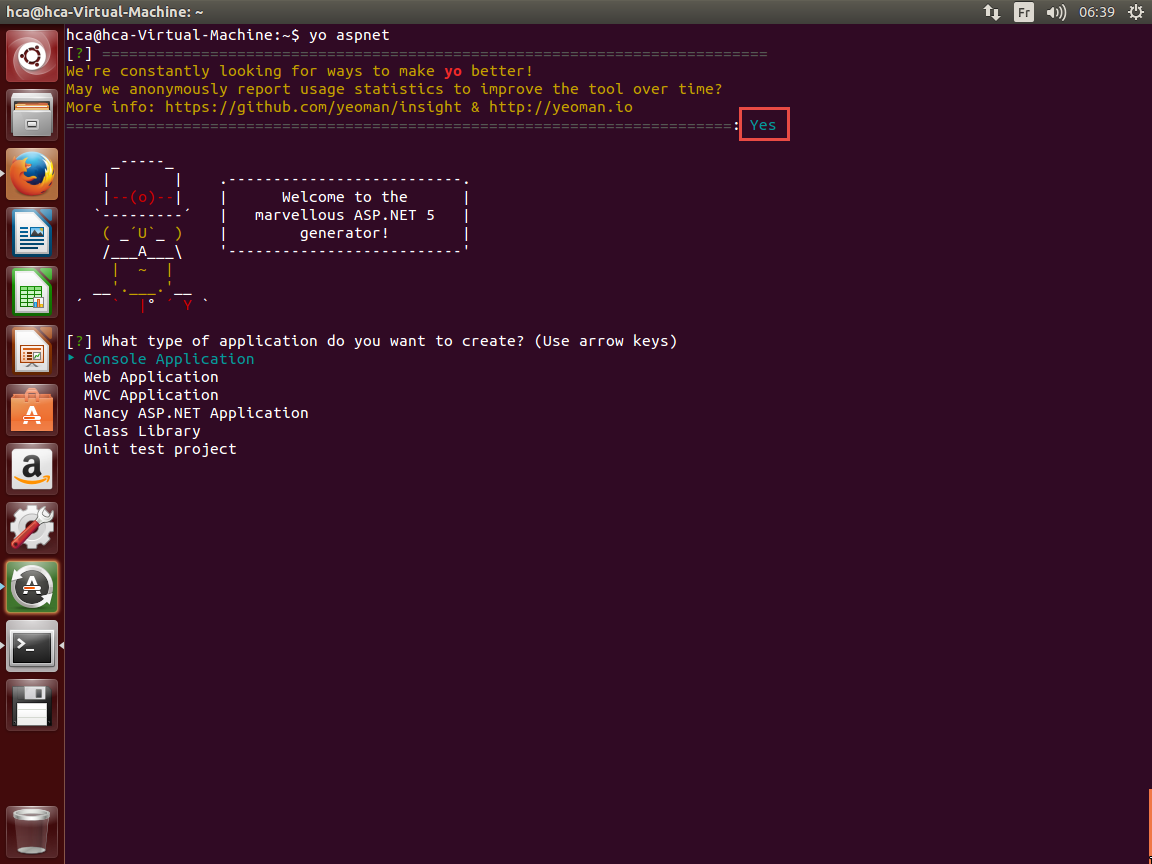 hca@hca-Virtual-Machine: ~
Fr
06:39
hca@hca-Virtual-Machine:~$ yo aspnet
[?] ==========================================================================
We're constantly looking for ways to make yo better!
May we anonymously report usage statistics to improve the tool over time?
More info: https://github.com/yeoman/insight & http://yeoman.io
==========================================================================: Yes
     _-----_
    |       |    .--------------------------.
    |--(o)--|    |      Welcome to the      |
   `---------´   |   marvellous ASP.NET 5   |
    ( _´U`_ )    |        generator!        |
    /___A___\    '--------------------------'
     |  ~  |
   __'.___.'__
 ´   `  |° ´ Y `
[?] What type of application do you want to create? (Use arrow keys)
‣ Console Application
  Web Application
  MVC Application
  Nancy ASP.NET Application
  Class Library
  Unit test project